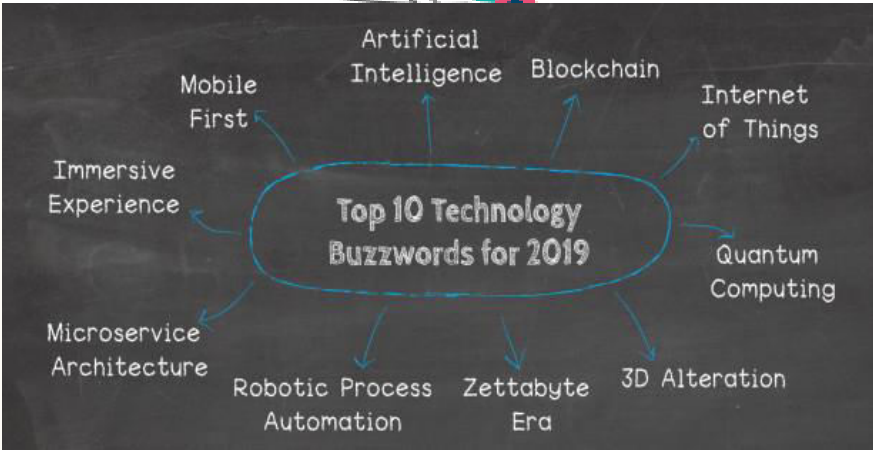 Top 10 Technology
Buzzwords for 2019
Artificial
Intelligence
Blockchain
Internet
of Things
Quantum
Computing
3D Alteration
Zettabyte
Era
Robotic Process
Automation
Microservice
Architecture
Immersive
Experience
Mobile
First